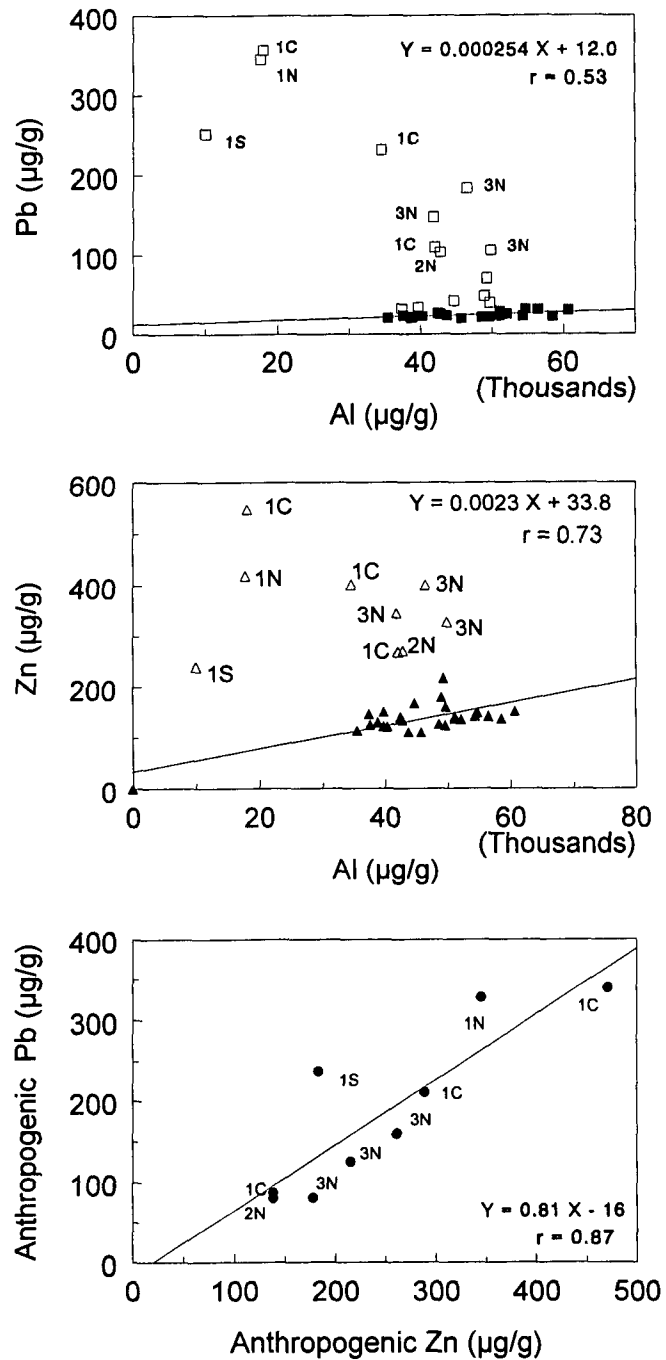 400
300
200
100
0
Pb (µg/g)
Y = 0.000254 X + 12.0
r = 0.53
1C
1N
1S
1C
3N
3N
1C
2N
3N
0 20 40 60
(Thousands)
Al (µg/g)
600
400
200
0
Zn (µg/g)
Y = 0.0023 X + 33.8
r = 0.73
1C
1N
1C
3N
3N
3N
1C
2N
1S
0 20 40 60 80
(Thousands)
Al (µg/g)
400
300
200
100
0
Anthropogenic Pb (µg/g)
1N
1C
1S
1C
3N
3N
1C
3N
2N
Y = 0.81 X - 16
r = 0.87
0 100 200 300 400 500
Anthropogenic Zn (µg/g)